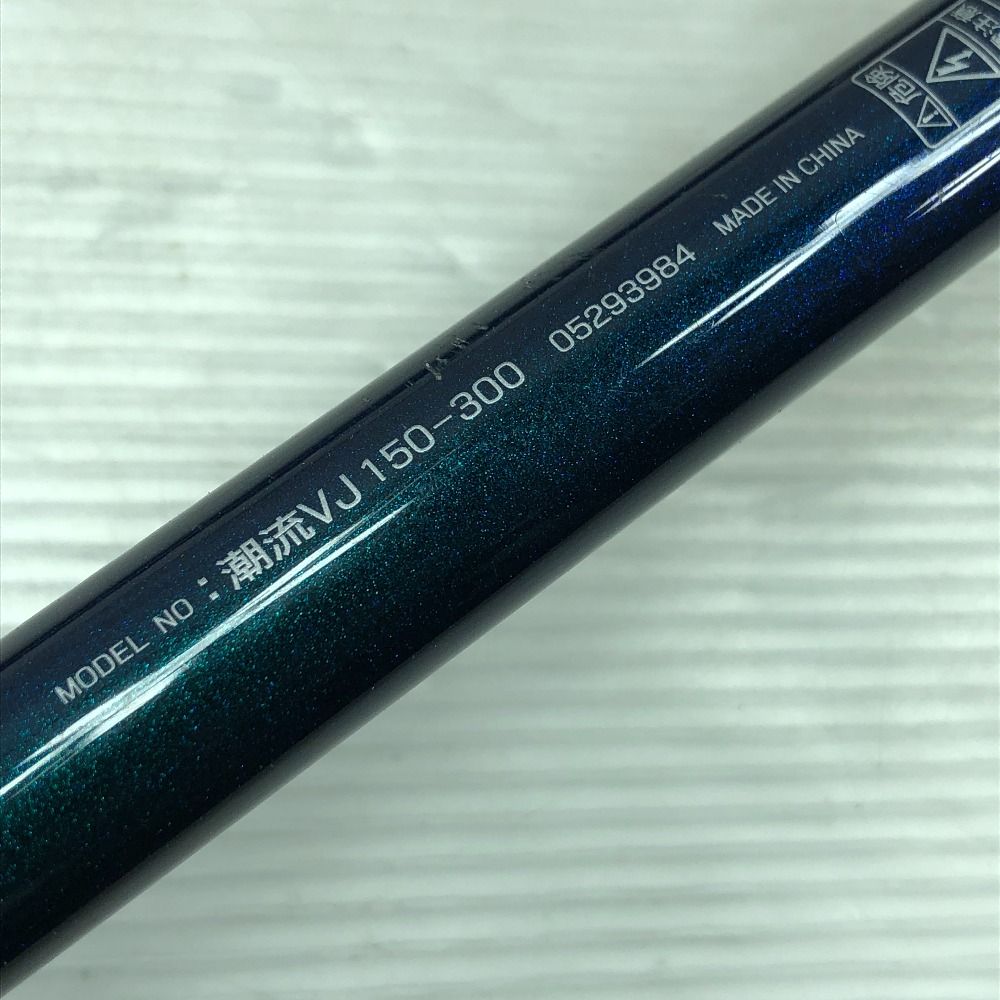 MODEL NO：潮流VJ 150-300 05293984 MADE IN CHINA
危険